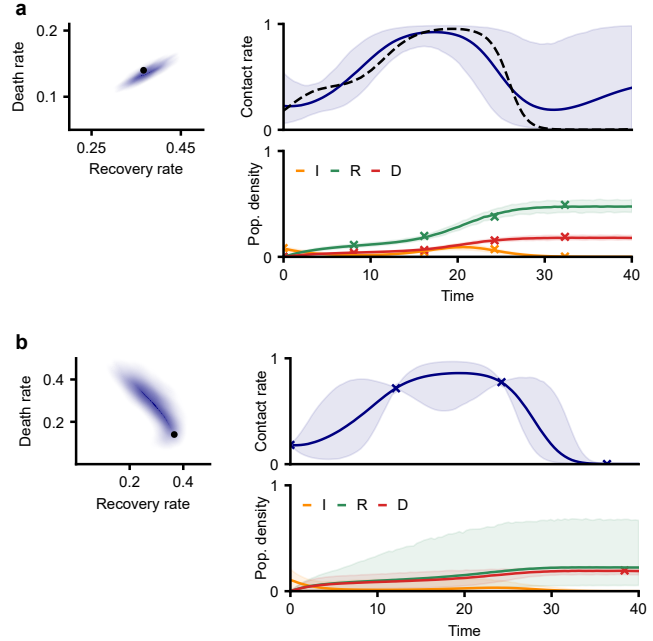 a
Death rate
0.2
0.1
0.25
0.45
Recovery rate
Contact rate
1
0
Pop. density
1
0
I
R
D
0
10
20
30
40
Time
b
Death rate
0.4
0.2
0.2
0.4
Recovery rate
Contact rate
1
0
Pop. density
1
0
I
R
D
0
10
20
30
40
Time